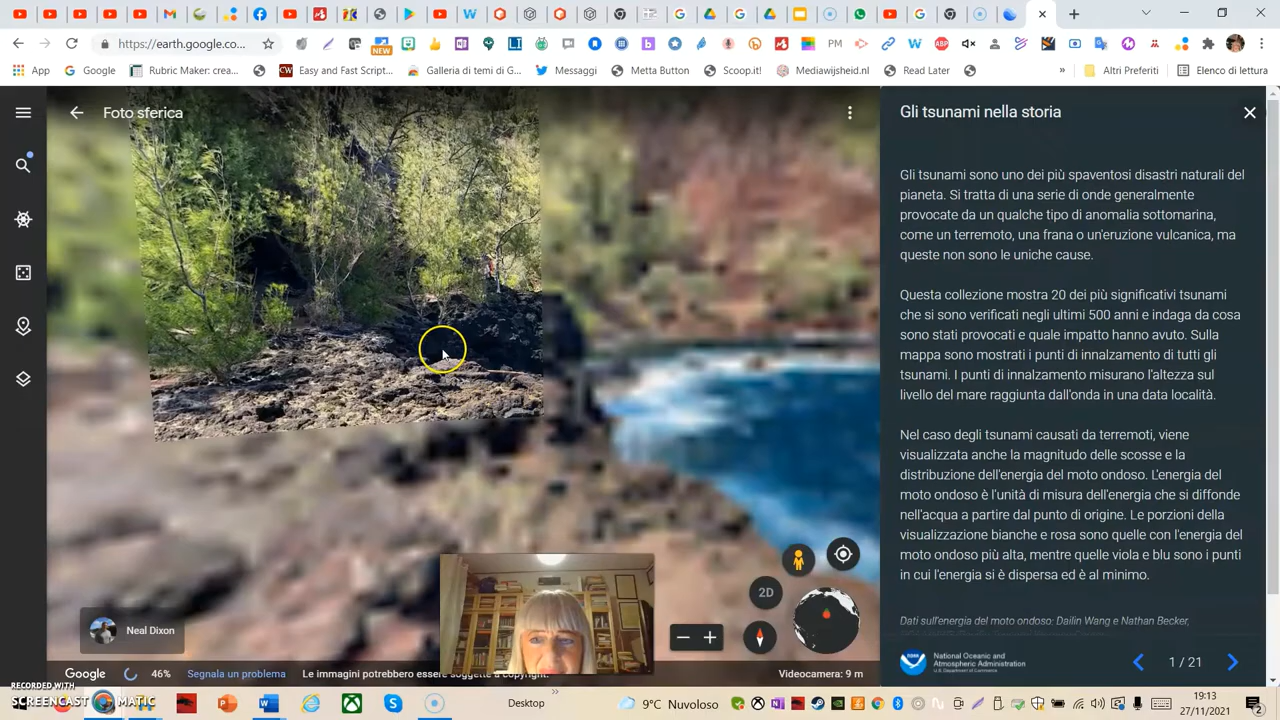 https://earth.google.co...
NEW
PM
ABP
App
Google
Rubric Maker: crea...
Easy and Fast Script...
Galleria di temi di G...
Messaggi
Metta Button
Scoop.it!
Mediawijsheid.nl
Read Later
»
Altri Preferiti
Elenco di lettura
Foto sferica
Gli tsunami nella storia
Gli tsunami sono uno dei più spaventosi disastri naturali del
pianeta. Si tratta di una serie di onde generalmente
provocate da un qualche tipo di anomalia sottomarina,
come un terremoto, una frana o un'eruzione vulcanica, ma
queste non sono le uniche cause.
Questa collezione mostra 20 dei più significativi tsunami
che si sono verificati negli ultimi 500 anni e indaga da cosa
sono stati provocati e quale impatto hanno avuto. Sulla
mappa sono mostrati i punti di innalzamento di tutti gli
tsunami. I punti di innalzamento misurano l'altezza sul
livello del mare raggiunta dall'onda in una data località.
Nel caso degli tsunami causati da terremoti, viene
visualizzata anche la magnitudo delle scosse e la
distribuzione dell'energia del moto ondoso. L'energia del
moto ondoso è l'unità di misura dell'energia che si diffonde
nell'acqua a partire dal punto di origine. Le porzioni della
visualizzazione bianche e rosa sono quelle con l'energia del
moto ondoso più alta, mentre quelle viola e blu sono i punti
in cui l'energia si è dispersa ed è al minimo.
Dati sull'energia del moto ondoso: Dailin Wang e Nathan Becker,
National Oceanic and
Atmospheric Administration
U.S. Department of Commerce
1 / 21
Neal Dixon
2D
Google
46%
Segnala un problema
Le immagini potrebbero essere soggette a copyright.
Videocamera: 9 m
RECORDED WITH
SCREENCAST MATIC
Desktop
»
9°C Nuvoloso
19:13
27/11/2021
2